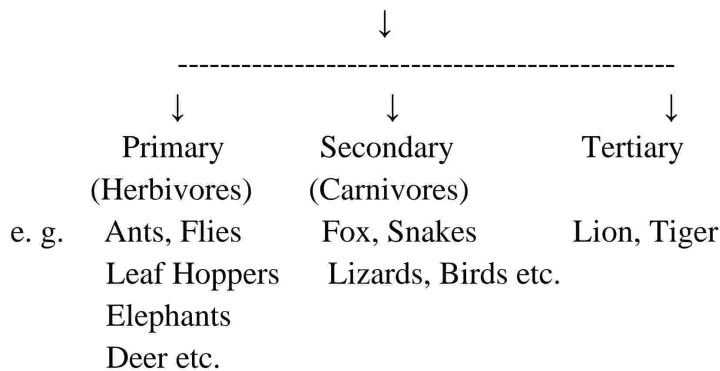 ↓
------------------------------------------------
↓ ↓ ↓
Primary Secondary Tertiary
(Herbivores) (Carnivores)
e. g. Ants, Flies Fox, Snakes Lion, Tiger
Leaf Hoppers Lizards, Birds etc.
Elephants
Deer etc.